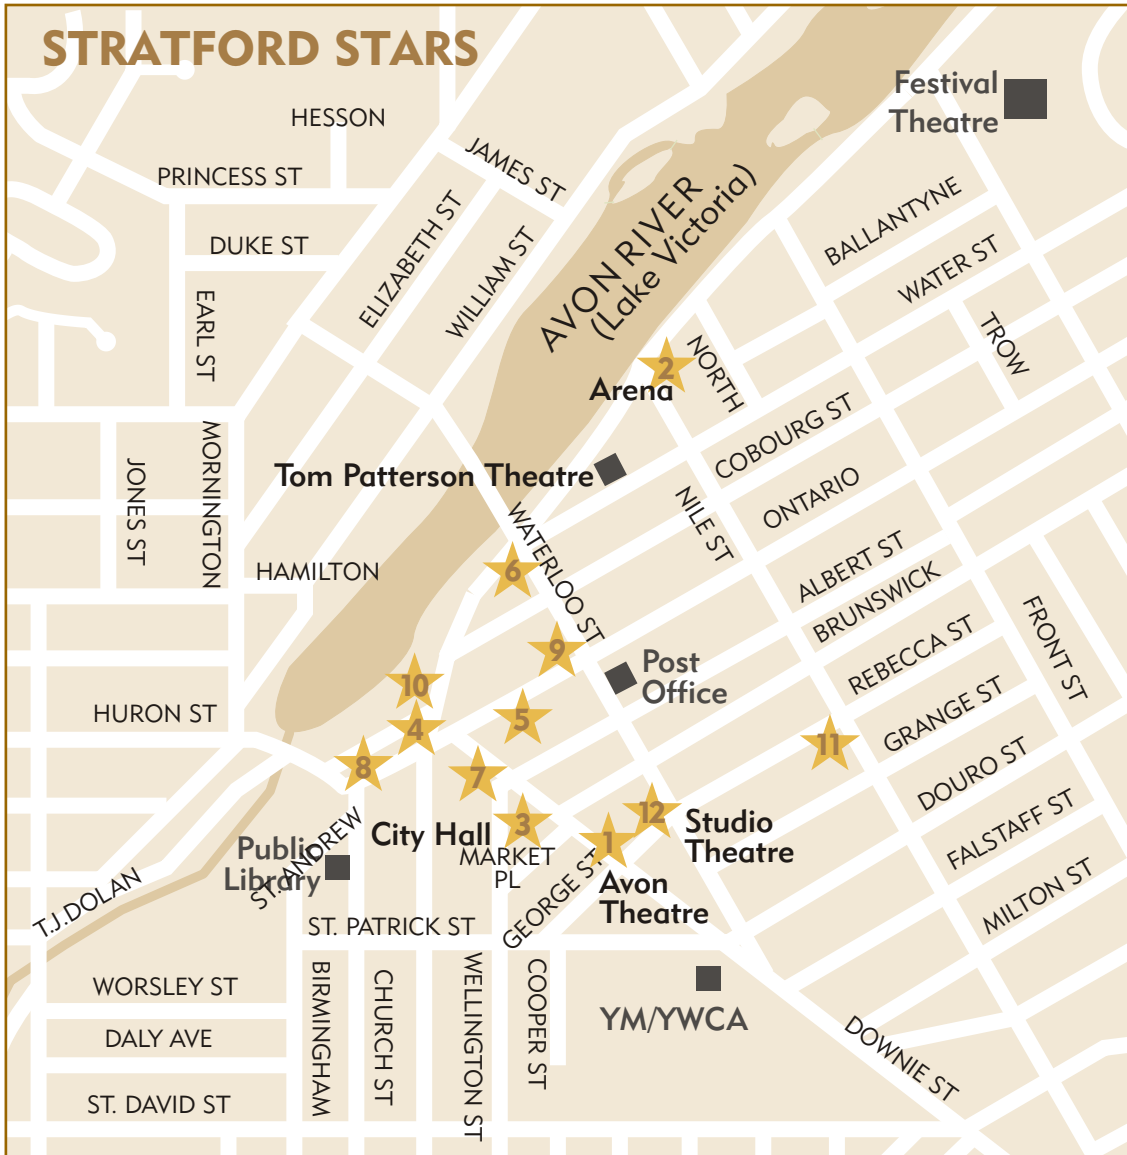 STRATFORD STARS
Festival
Theatre
HESSON
JAMES ST
PRINCESS ST
ELIZABETH ST
DUKE ST
WILLIAM ST
AVON RIVER
(Lake Victoria)
BALLANTYNE
WATER ST
EARL ST
TROW
2
NORTH
Arena
COBOURG ST
MORNINGTON
JONES ST
Tom Patterson Theatre
NILE ST
ONTARIO
WATERLOO ST
ALBERT ST
HAMILTON
6
BRUNSWICK
FRONT ST
REBECCA ST
9
Post
Office
10
GRANGE ST
HURON ST
5
4
11
8
7
DOURO ST
12
3
1
City Hall
Studio
Theatre
FALSTAFF ST
MARKET
PL
Public
Library
ST. ANDREW
GEORGE ST
Avon
Theatre
MILTON ST
T.J.DOLAN
ST. PATRICK ST
WORSLEY ST
BIRMINGHAM
CHURCH ST
WELLINGTON ST
COOPER ST
YM/YWCA
DALY AVE
DOWNIE ST
ST. DAVID ST